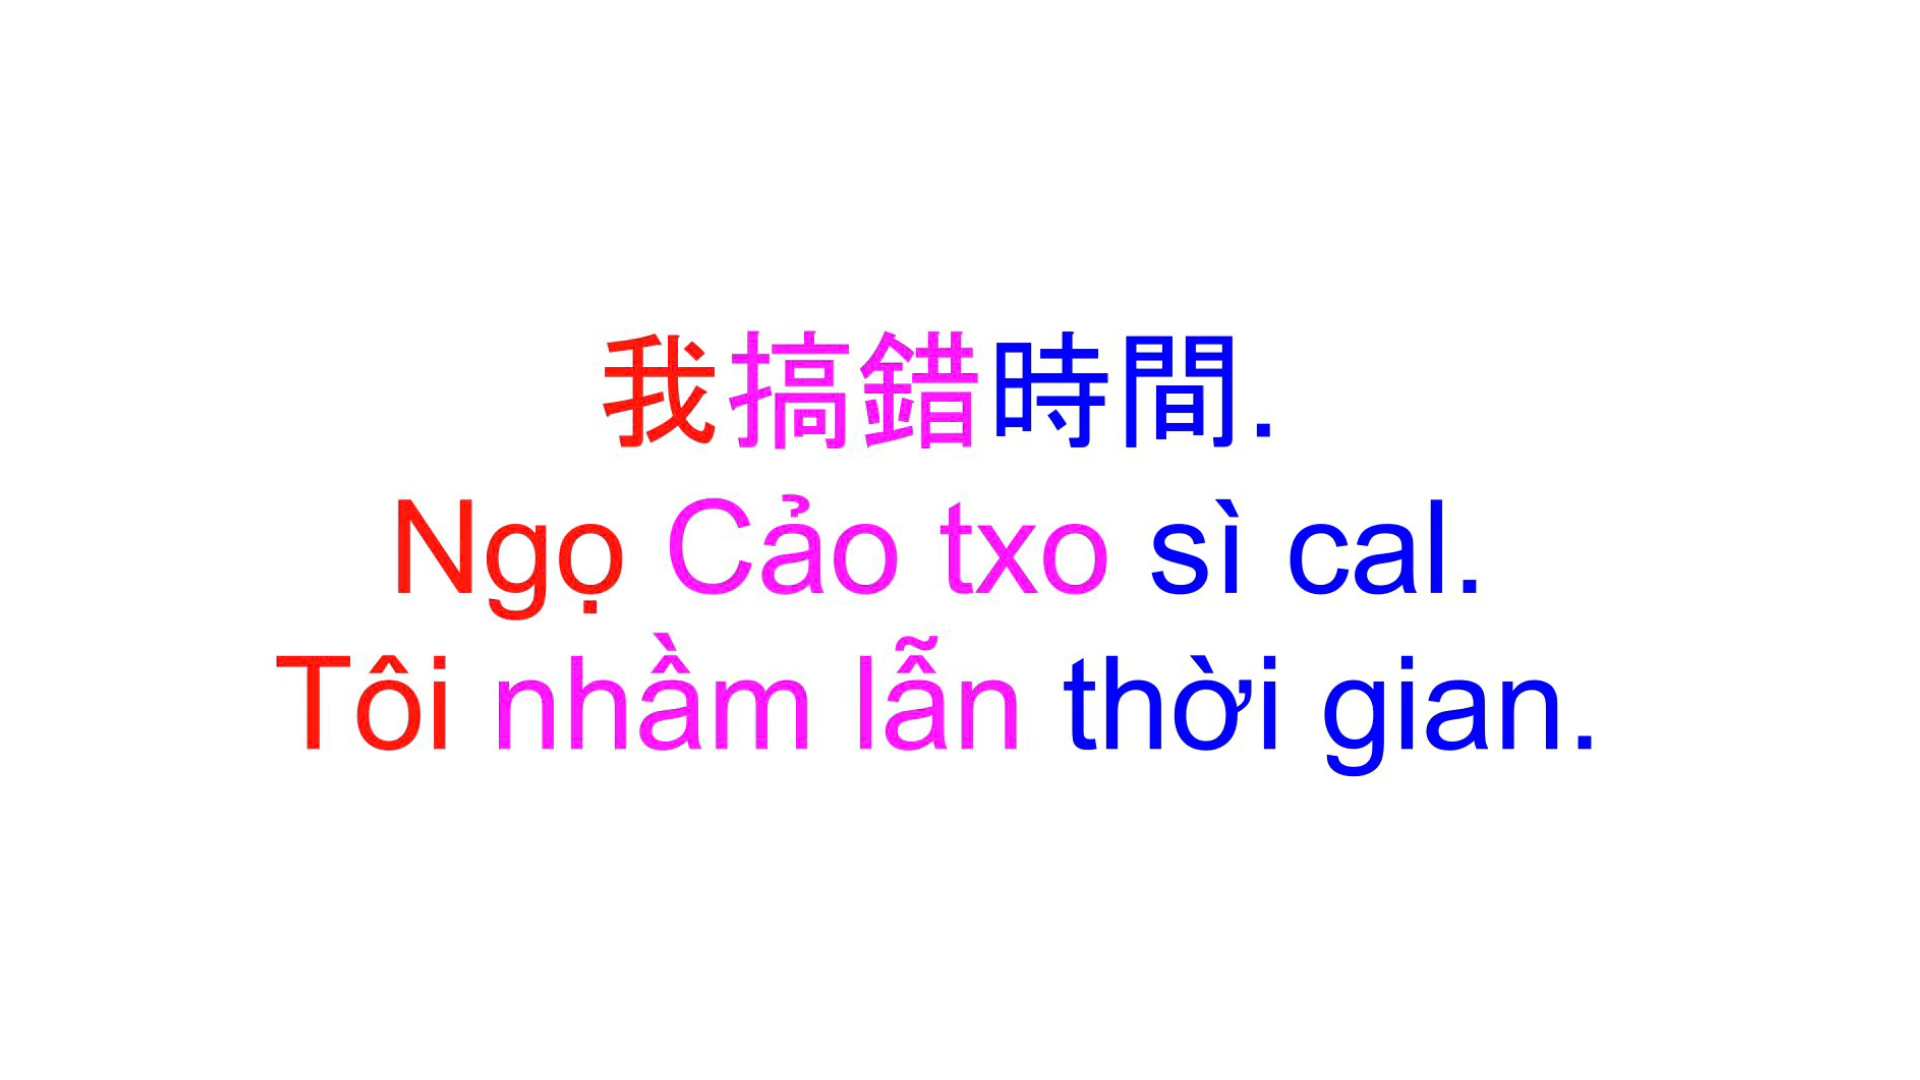 我搞錯時間.
Ngọ Cảo txo sì cal.
Tôi nhầm lẫn thời gian.